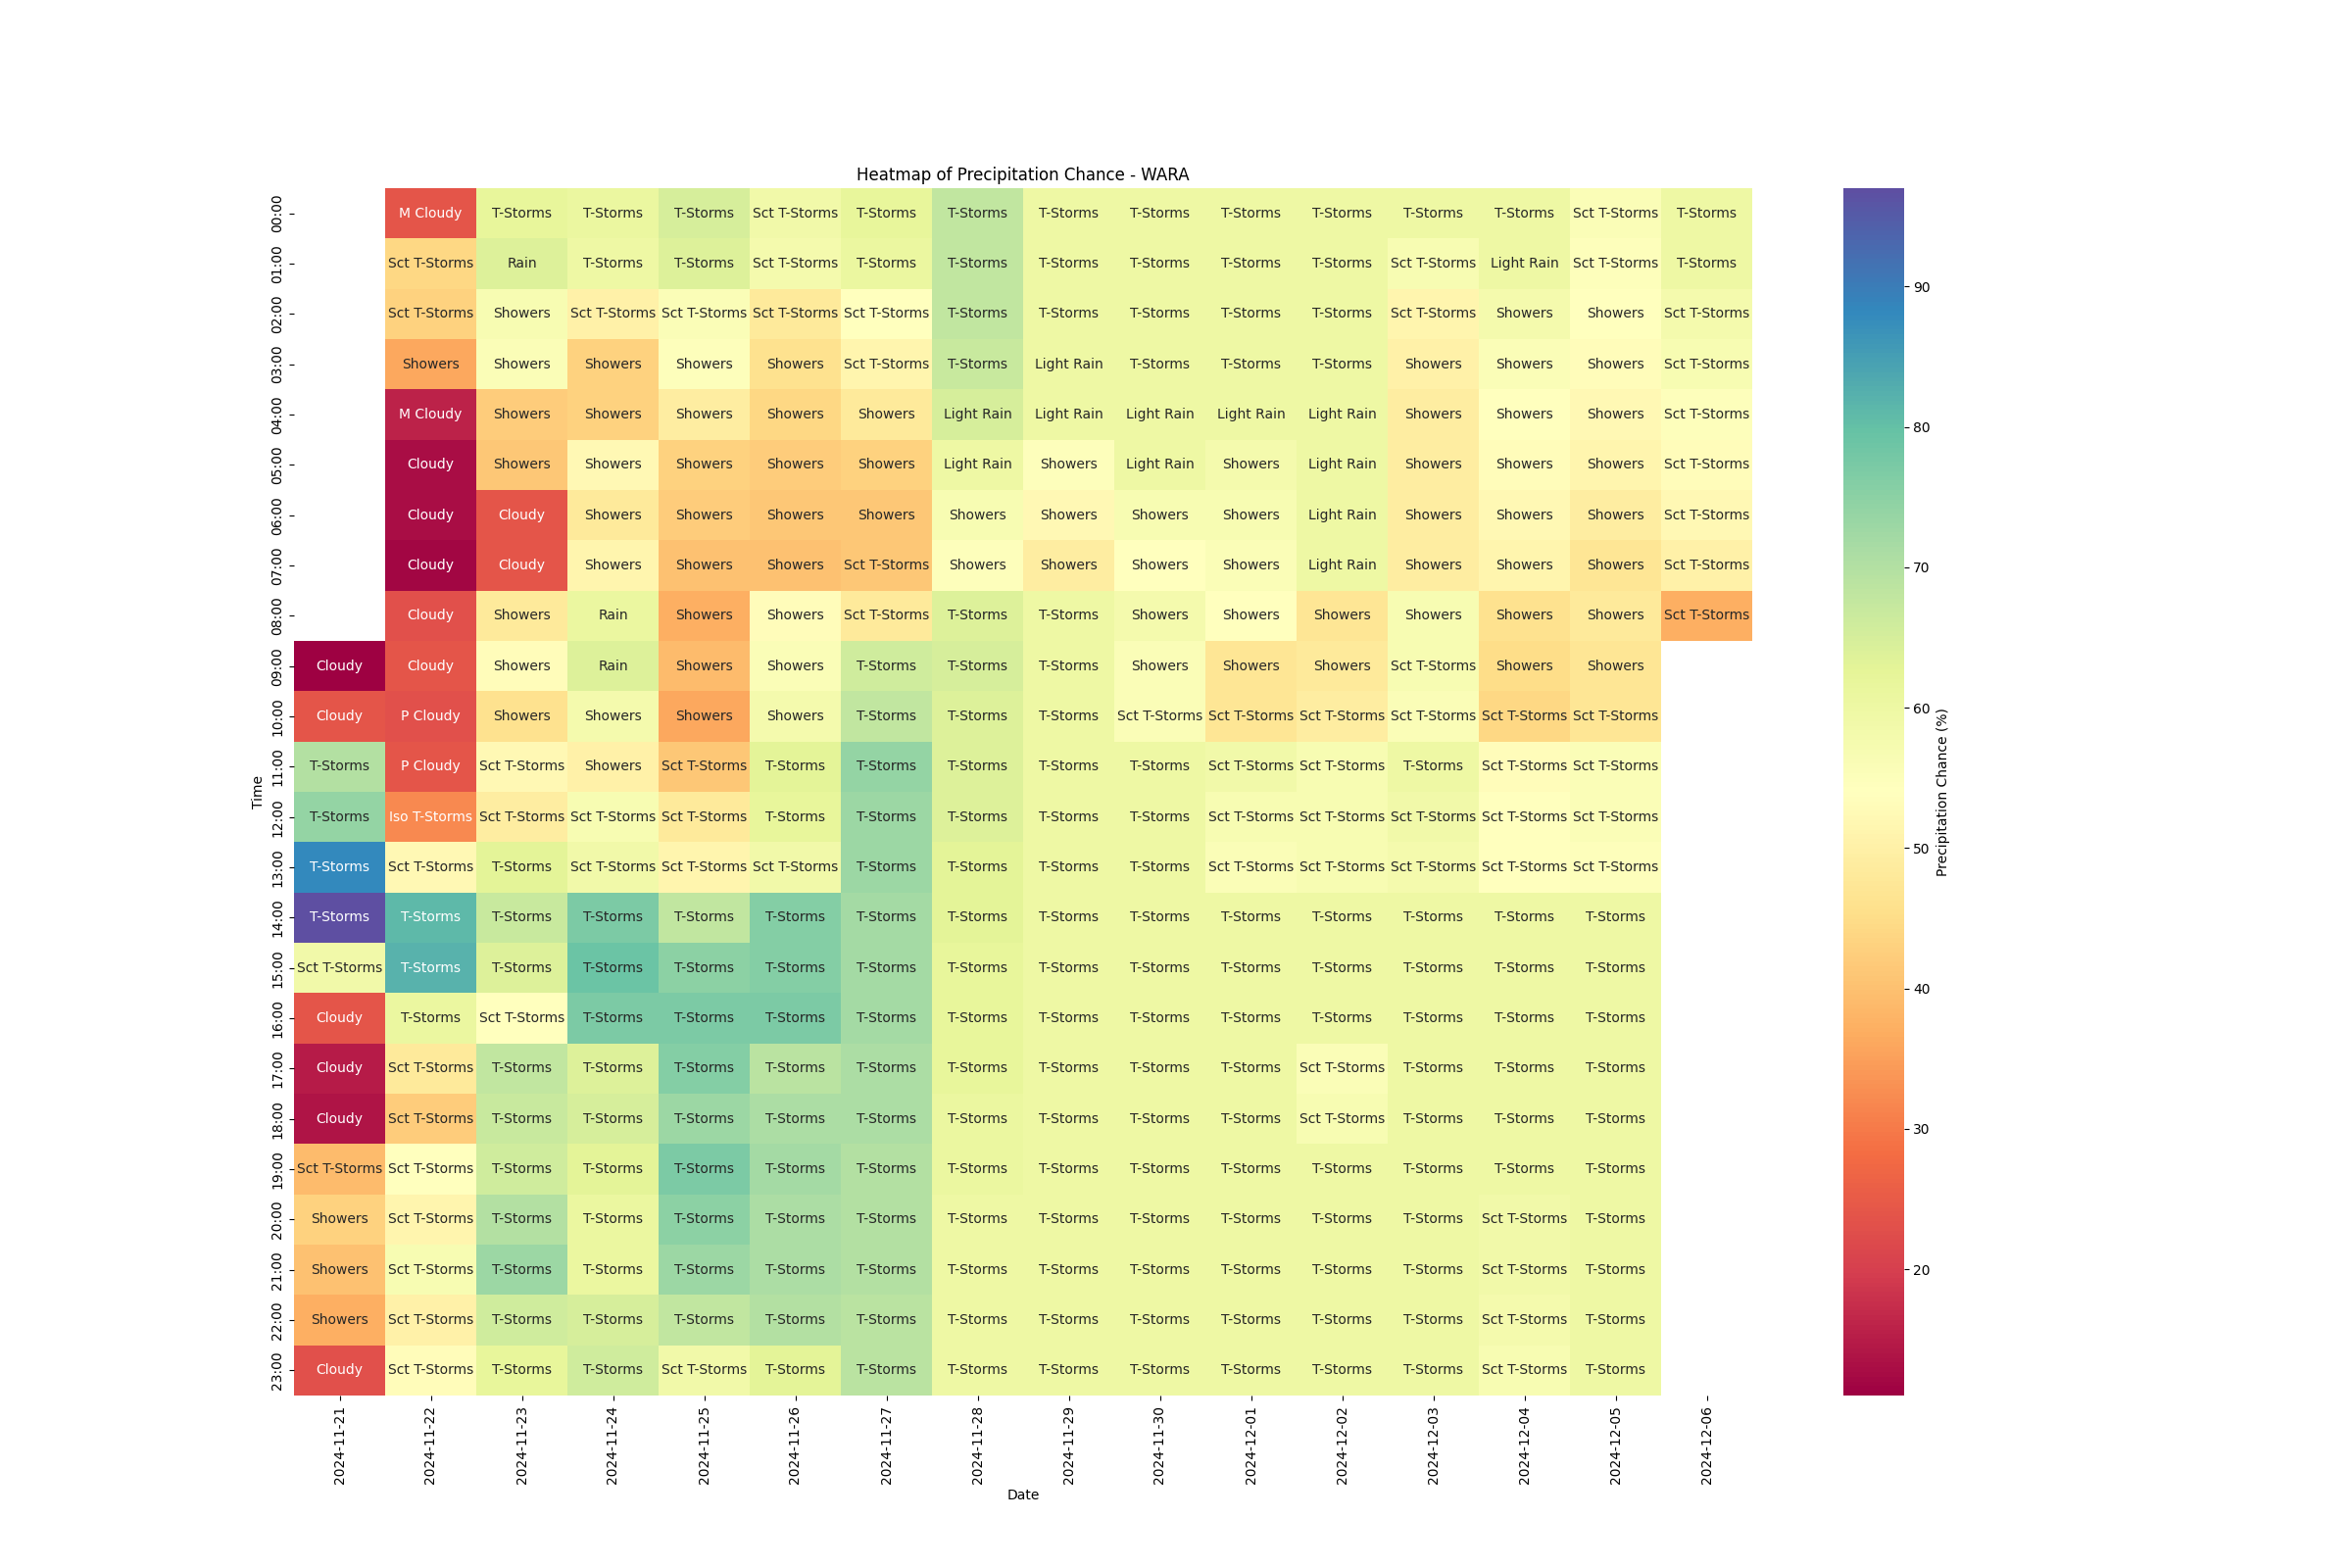 Heatmap of Precipitation Chance - WARA
00:00 M Cloudy T-Storms T-Storms T-Storms Sct T-Storms T-Storms T-Storms T-Storms T-Storms T-Storms T-Storms T-Storms T-Storms Sct T-Storms T-Storms
01:00 Sct T-Storms Rain T-Storms T-Storms Sct T-Storms T-Storms T-Storms T-Storms T-Storms T-Storms T-Storms Sct T-Storms Light Rain Sct T-Storms T-Storms
02:00 Sct T-Storms Showers Sct T-Storms Sct T-Storms Sct T-Storms Sct T-Storms T-Storms T-Storms T-Storms T-Storms T-Storms Sct T-Storms Showers Showers Sct T-Storms
03:00 Showers Showers Showers Showers Showers Sct T-Storms T-Storms Light Rain T-Storms T-Storms T-Storms Showers Showers Showers Sct T-Storms
04:00 M Cloudy Showers Showers Showers Showers Showers Light Rain Light Rain Light Rain Light Rain Light Rain Showers Showers Showers Sct T-Storms
05:00 Cloudy Showers Showers Showers Showers Showers Light Rain Showers Light Rain Showers Light Rain Showers Showers Showers Sct T-Storms
06:00 Cloudy Cloudy Showers Showers Showers Showers Showers Showers Showers Showers Light Rain Showers Showers Showers Sct T-Storms
07:00 Cloudy Cloudy Showers Showers Showers Sct T-Storms Showers Showers Showers Showers Light Rain Showers Showers Showers Sct T-Storms
08:00 Cloudy Showers Rain Showers Showers Sct T-Storms T-Storms T-Storms Showers Showers Showers Showers Showers Showers Sct T-Storms
09:00 Cloudy Cloudy Showers Rain Showers Showers T-Storms T-Storms T-Storms Showers Showers Showers Sct T-Storms Showers Showers
10:00 Cloudy P Cloudy Showers Showers Showers Showers T-Storms T-Storms T-Storms Sct T-Storms Sct T-Storms Sct T-Storms Sct T-Storms Sct T-Storms Sct T-Storms
11:00 T-Storms P Cloudy Sct T-Storms Showers Sct T-Storms T-Storms T-Storms T-Storms T-Storms T-Storms Sct T-Storms Sct T-Storms T-Storms Sct T-Storms Sct T-Storms
12:00 T-Storms Iso T-Storms Sct T-Storms Sct T-Storms Sct T-Storms T-Storms T-Storms T-Storms T-Storms T-Storms Sct T-Storms Sct T-Storms Sct T-Storms Sct T-Storms Sct T-Storms
13:00 T-Storms Sct T-Storms T-Storms Sct T-Storms Sct T-Storms Sct T-Storms T-Storms T-Storms T-Storms T-Storms Sct T-Storms Sct T-Storms Sct T-Storms Sct T-Storms Sct T-Storms
14:00 T-Storms T-Storms T-Storms T-Storms T-Storms T-Storms T-Storms T-Storms T-Storms T-Storms T-Storms T-Storms T-Storms T-Storms T-Storms
15:00 Sct T-Storms T-Storms T-Storms T-Storms T-Storms T-Storms T-Storms T-Storms T-Storms T-Storms T-Storms T-Storms T-Storms T-Storms T-Storms
16:00 Cloudy T-Storms Sct T-Storms T-Storms T-Storms T-Storms T-Storms T-Storms T-Storms T-Storms T-Storms T-Storms T-Storms T-Storms T-Storms
17:00 Cloudy Sct T-Storms T-Storms T-Storms T-Storms T-Storms T-Storms T-Storms T-Storms T-Storms T-Storms Sct T-Storms T-Storms T-Storms T-Storms
18:00 Cloudy Sct T-Storms T-Storms T-Storms T-Storms T-Storms T-Storms T-Storms T-Storms T-Storms T-Storms Sct T-Storms T-Storms T-Storms T-Storms
19:00 Sct T-Storms Sct T-Storms T-Storms T-Storms T-Storms T-Storms T-Storms T-Storms T-Storms T-Storms T-Storms T-Storms T-Storms T-Storms T-Storms
20:00 Showers Sct T-Storms T-Storms T-Storms T-Storms T-Storms T-Storms T-Storms T-Storms T-Storms T-Storms T-Storms T-Storms Sct T-Storms T-Storms
21:00 Showers Sct T-Storms T-Storms T-Storms T-Storms T-Storms T-Storms T-Storms T-Storms T-Storms T-Storms T-Storms T-Storms Sct T-Storms T-Storms
22:00 Showers Sct T-Storms T-Storms T-Storms T-Storms T-Storms T-Storms T-Storms T-Storms T-Storms T-Storms T-Storms T-Storms Sct T-Storms T-Storms
23:00 Cloudy Sct T-Storms T-Storms T-Storms Sct T-Storms T-Storms T-Storms T-Storms T-Storms T-Storms T-Storms T-Storms T-Storms Sct T-Storms T-Storms
Time
2024-11-21 2024-11-22 2024-11-23 2024-11-24 2024-11-25 2024-11-26 2024-11-27 2024-11-28 2024-11-29 2024-11-30 2024-12-01 2024-12-02 2024-12-03 2024-12-04 2024-12-05 2024-12-06
Date
90
80
70
60
50
40
30
20
Precipitation Chance (%)